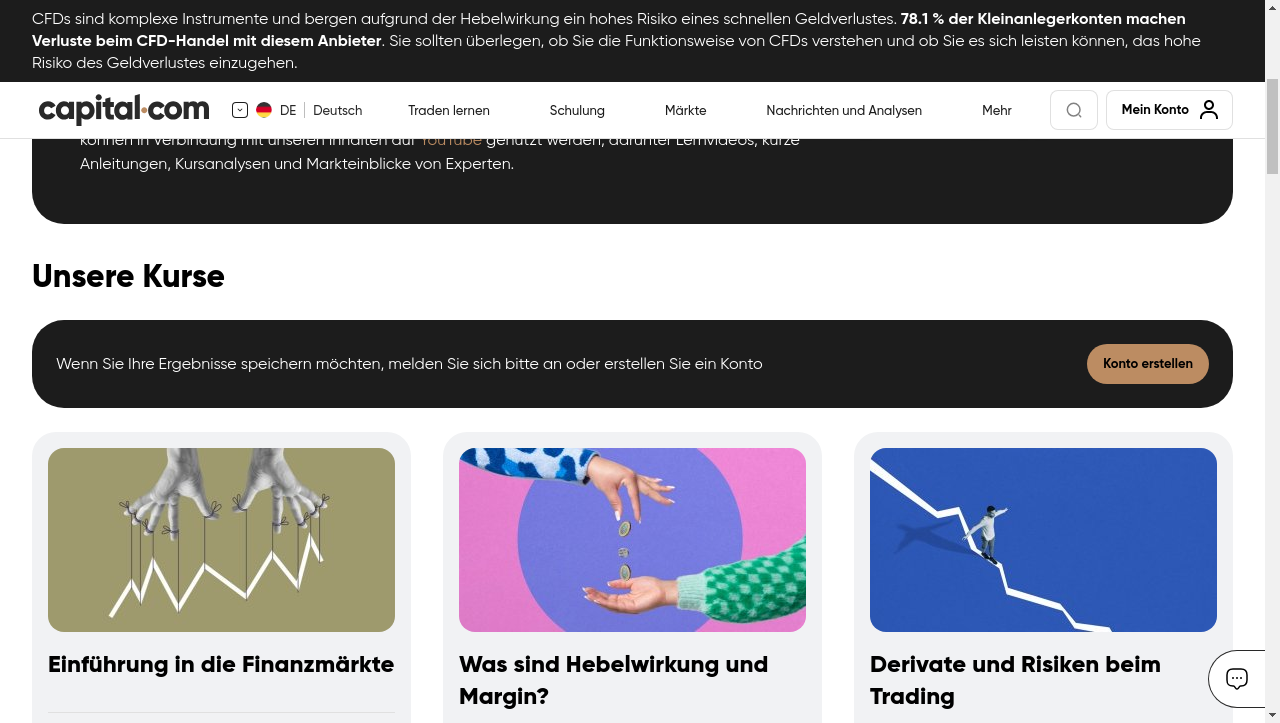 CFDs sind komplexe Instrumente und bergen aufgrund der Hebelwirkung ein hohes Risiko eines schnellen Geldverlustes. 78.1 % der Kleinanlegerkonten machen
Verluste beim CFD-Handel mit diesem Anbieter. Sie sollten überlegen, ob Sie die Funktionsweise von CFDs verstehen und ob Sie es sich leisten können, das hohe
Risiko des Geldverlustes einzugehen.
capital.com DE Deutsch Traden lernen Schulung Märkte Nachrichten und Analysen Mehr Mein Konto
können in Verbindung mit unseren Inhalten auf YouTube genutzt werden, darunter Lernvideos, kurze
Anleitungen, Kursanalysen und Markteinblicke von Experten.
Unsere Kurse
Wenn Sie Ihre Ergebnisse speichern möchten, melden Sie sich bitte an oder erstellen Sie ein Konto
Konto erstellen
Einführung in die Finanzmärkte
Was sind Hebelwirkung und
Margin?
Derivate und Risiken beim
Trading